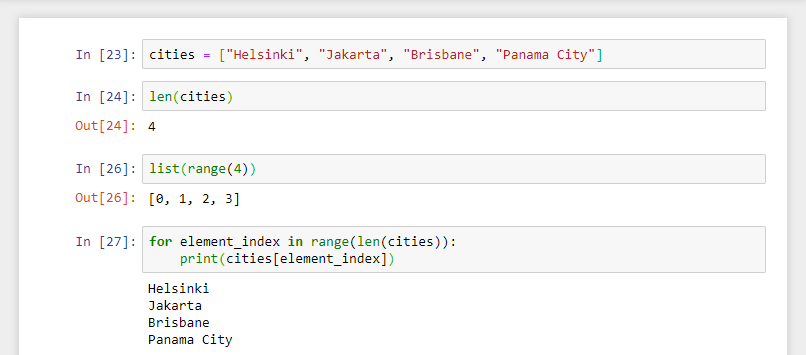 In [23]: cities = ["Helsinki", "Jakarta", "Brisbane", "Panama City"]
In [24]: len(cities)
Out[24]: 4
In [26]: list(range(4))
Out[26]: [0, 1, 2, 3]
In [27]: for element_index in range(len(cities)):
    print(cities[element_index])
Helsinki
Jakarta
Brisbane
Panama City